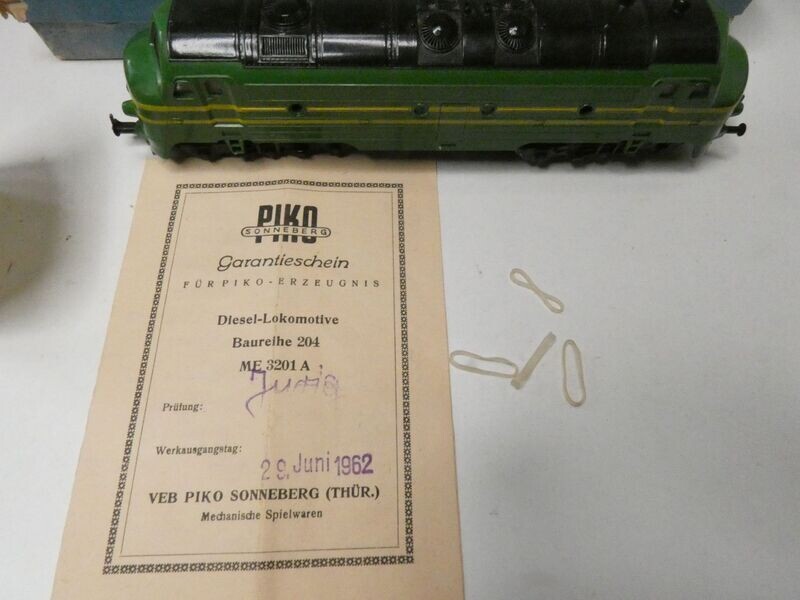 PIKO
SONNEBERG
Garantieschein
FÜR PIKO-ERZEUGNIS
Diesel-Lokomotive
Baureihe 204
ME 3201 A
Prüfung:
Werkausgangstag:
29. Juni 1962
VEB PIKO SONNEBERG (THÜR.)
Mechanische Spielwaren